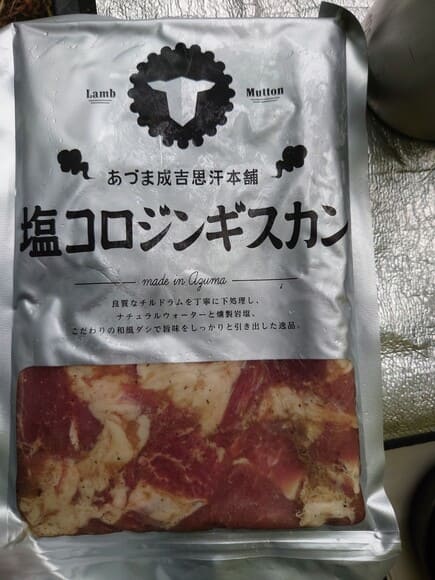 Lamb Mutton
あづま成吉思汗本舗
塩コロジンギスカン
made in Azuma
良質なチルドラムを丁寧に下処理し、
ナチュラルウォーターと燻製岩塩、
こだわりの和風ダシで旨味をしっかりと引き出した逸品。